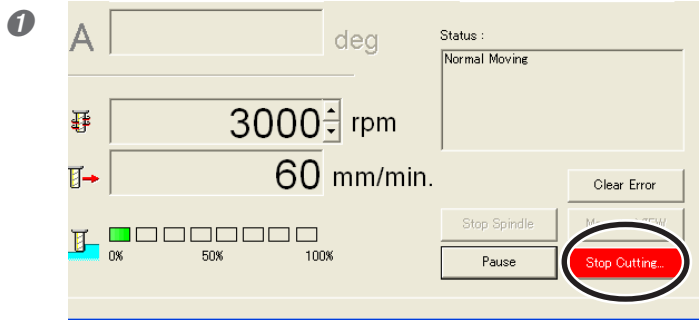 1
A deg
Status :
Normal Moving
3000 rpm
60 mm/min.
Clear Error
Stop Spindle
0% 50% 100%
Pause
Stop Cutting...